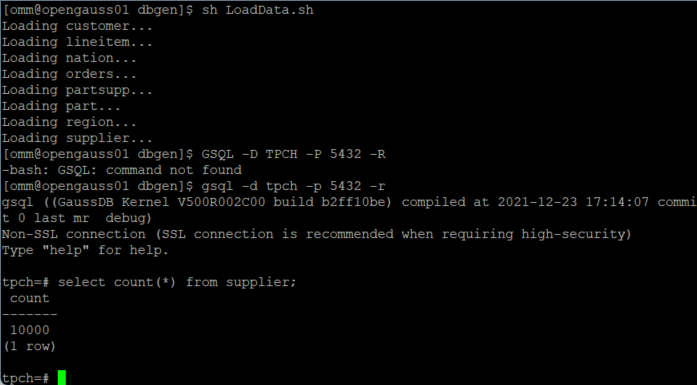 [omm@opengauss01 dbgen]$ sh LoadData.sh
Loading customer...
Loading lineitem...
Loading nation...
Loading orders...
Loading partsupp...
Loading part...
Loading region...
Loading supplier...
[omm@opengauss01 dbgen]$ GSQL -D TPCH -P 5432 -R
-bash: GSQL: command not found
[omm@opengauss01 dbgen]$ gsql -d tpch -p 5432 -r
gsql ((GaussDB Kernel V500R002C00 build b2ff10be) compiled at 2021-12-23 17:14:07 commi
t 0 last mr  debug)
Non-SSL connection (SSL connection is recommended when requiring high-security)
Type "help" for help.
tpch=# select count(*) from supplier;
count
-------
10000
(1 row)
tpch=#